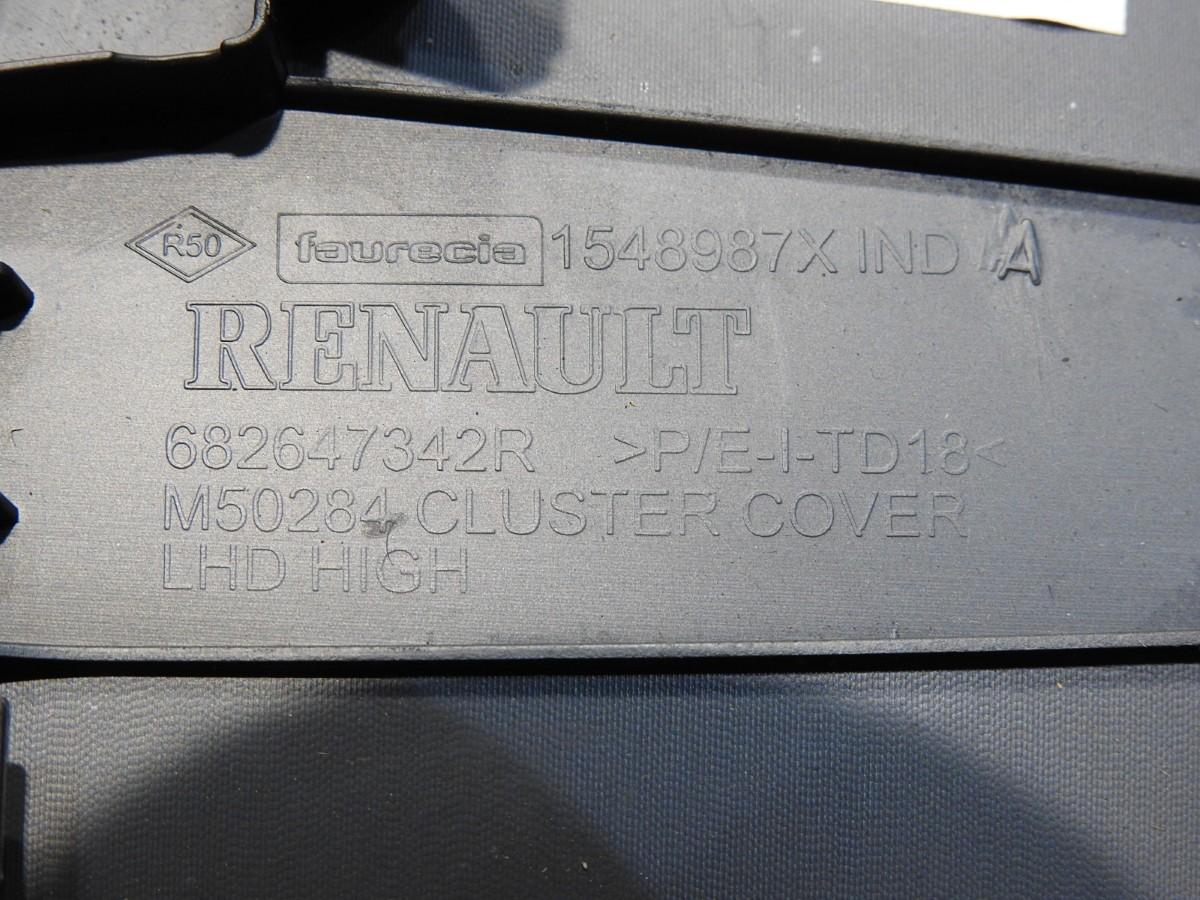 R50 faurecia 1548987X IND A
RENAULT
682647342R >P/E-I-TD18<
M50284 CLUSTER COVER
LHD HIGH